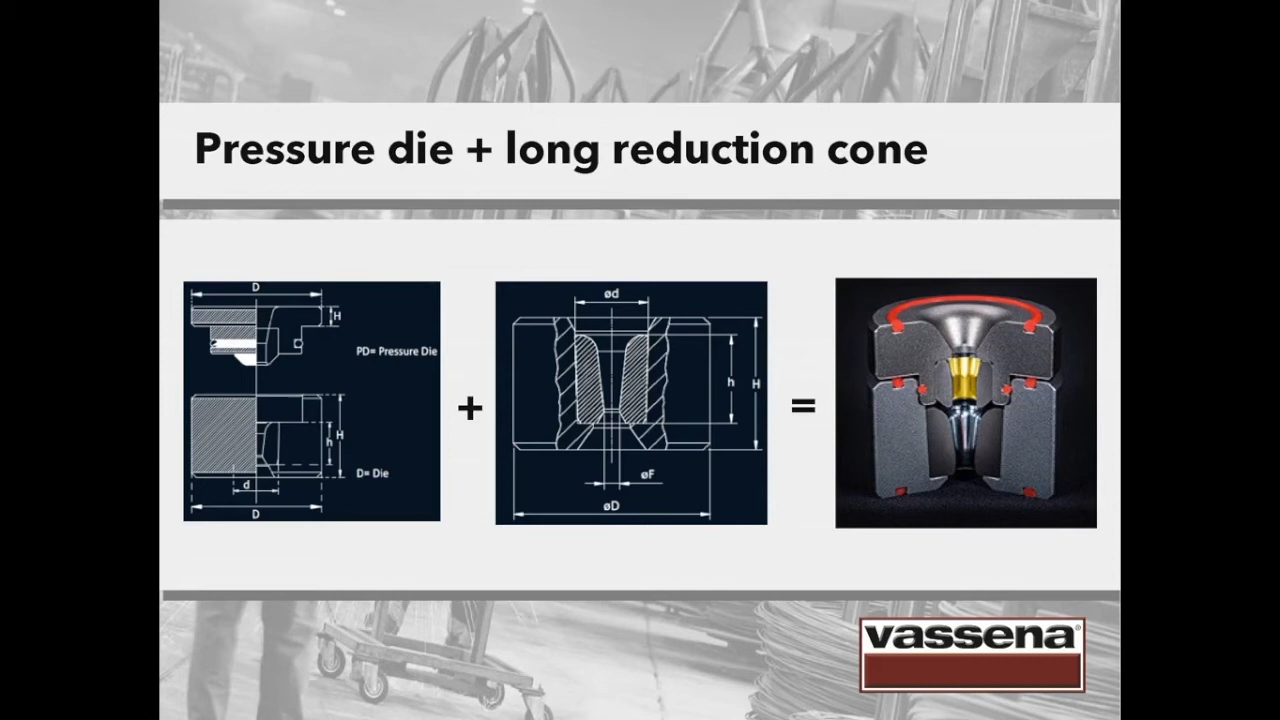 Pressure die + long reduction cone
D
H
PD= Pressure Die
h
H
D= Die
d
D
+
ød
h
H
øF
øD
=
vassena®